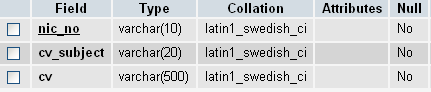 Field Type Collation Attributes Null
nic_no varchar(10) latin1_swedish_ci No
cv_subject varchar(20) latin1_swedish_ci No
cv varchar(500) latin1_swedish_ci No